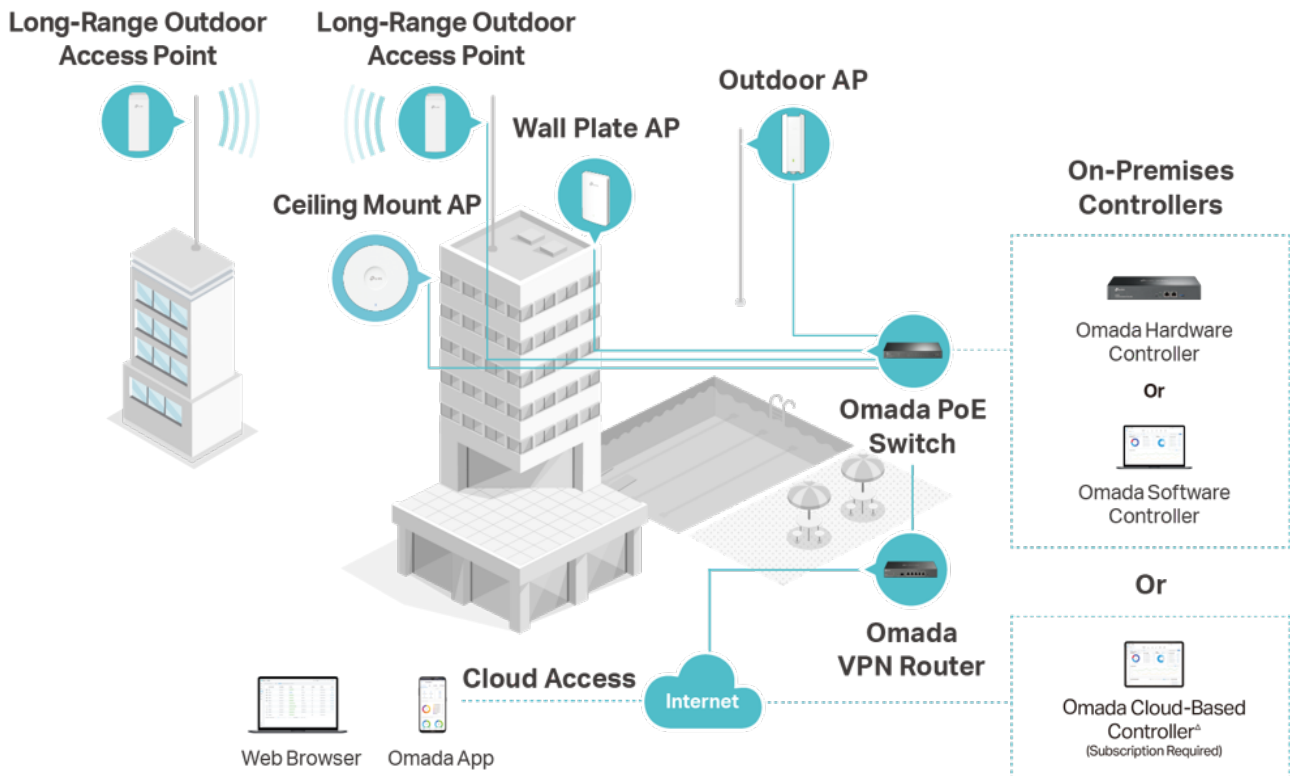 Long-Range Outdoor
Access Point
Long-Range Outdoor
Access Point
Outdoor AP
Wall Plate AP
Ceiling Mount AP
On-Premises
Controllers
Omada Hardware
Controller
Or
Omada Software
Controller
Omada PoE
Switch
Or
Omada
VPN Router
Cloud Access
Internet
Omada Cloud-Based
Controller△
(Subscription Required)
Web Browser
Omada App